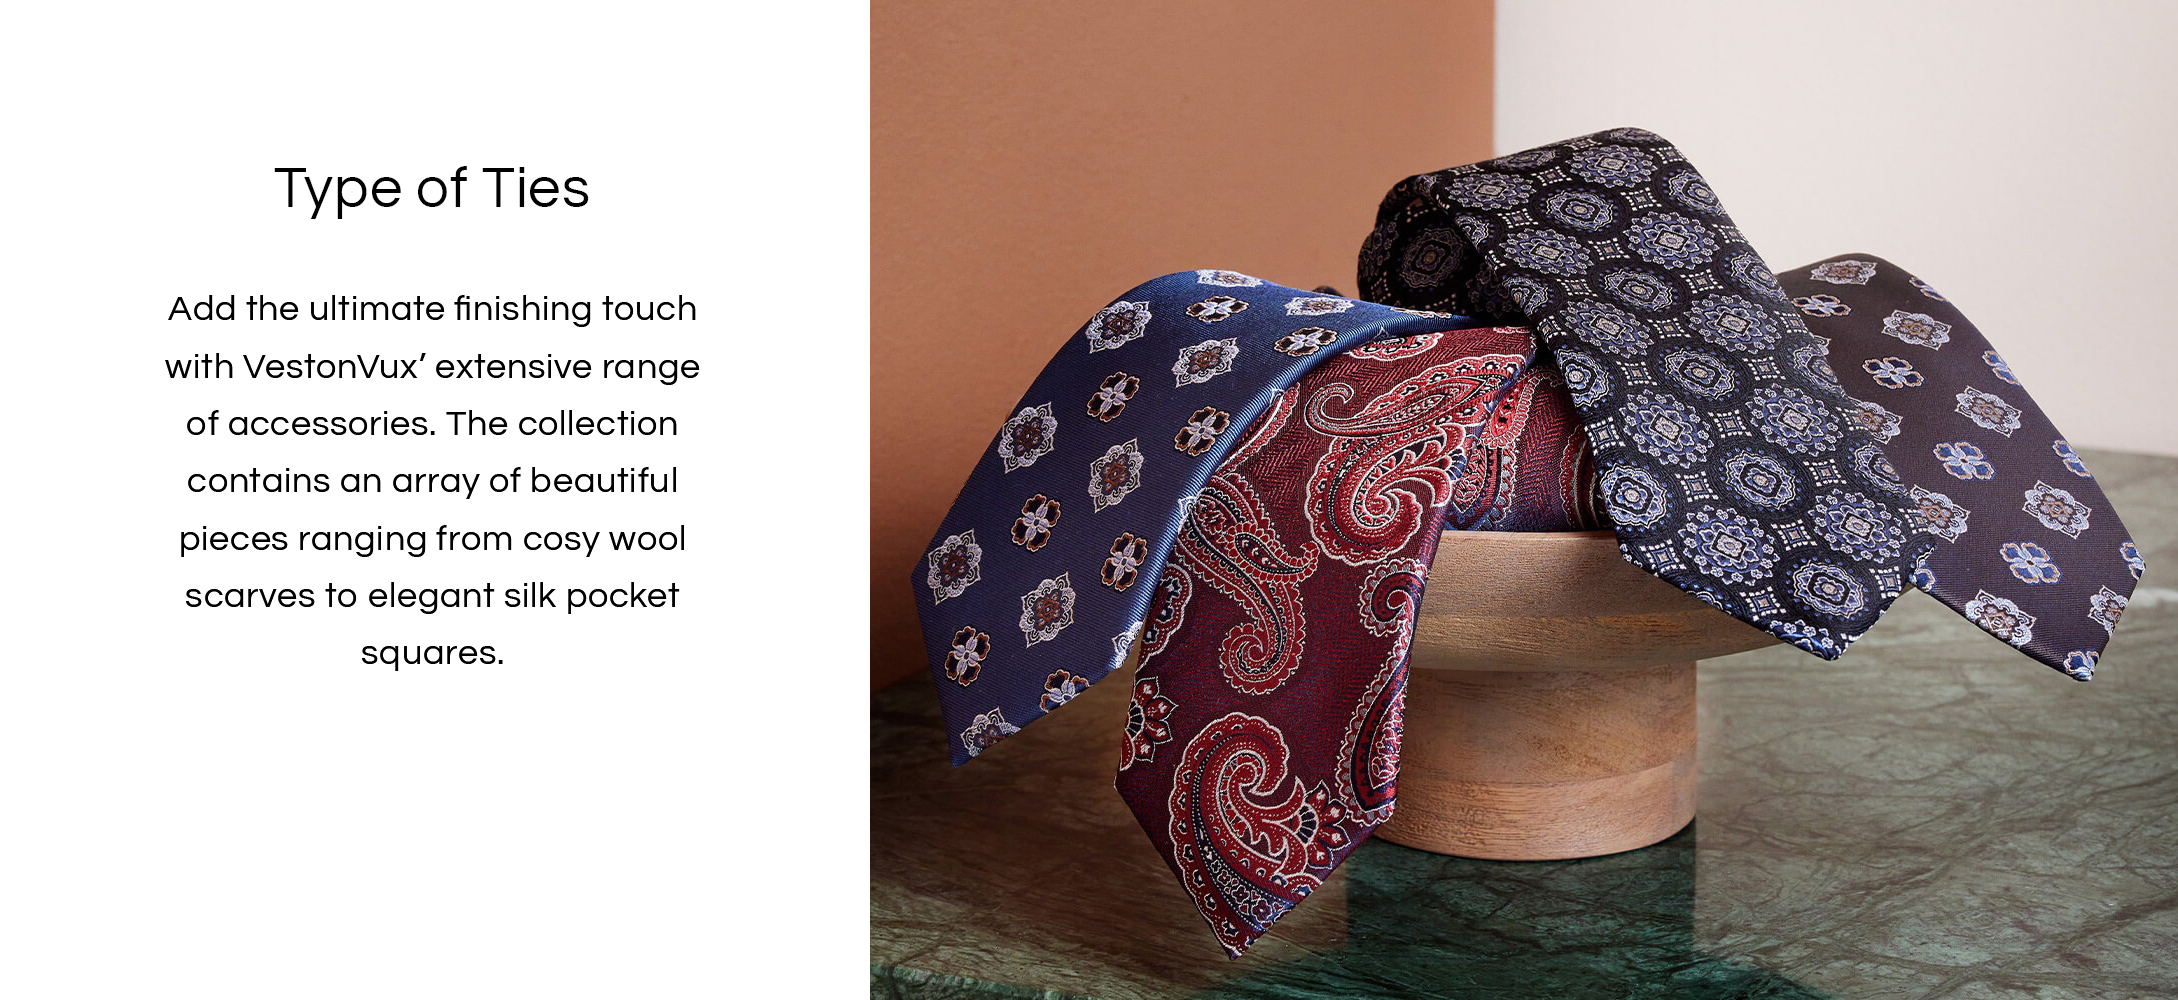 Type of Ties
Add the ultimate finishing touch
with VestonVux’ extensive range
of accessories. The collection
contains an array of beautiful
pieces ranging from cosy wool
scarves to elegant silk pocket
squares.